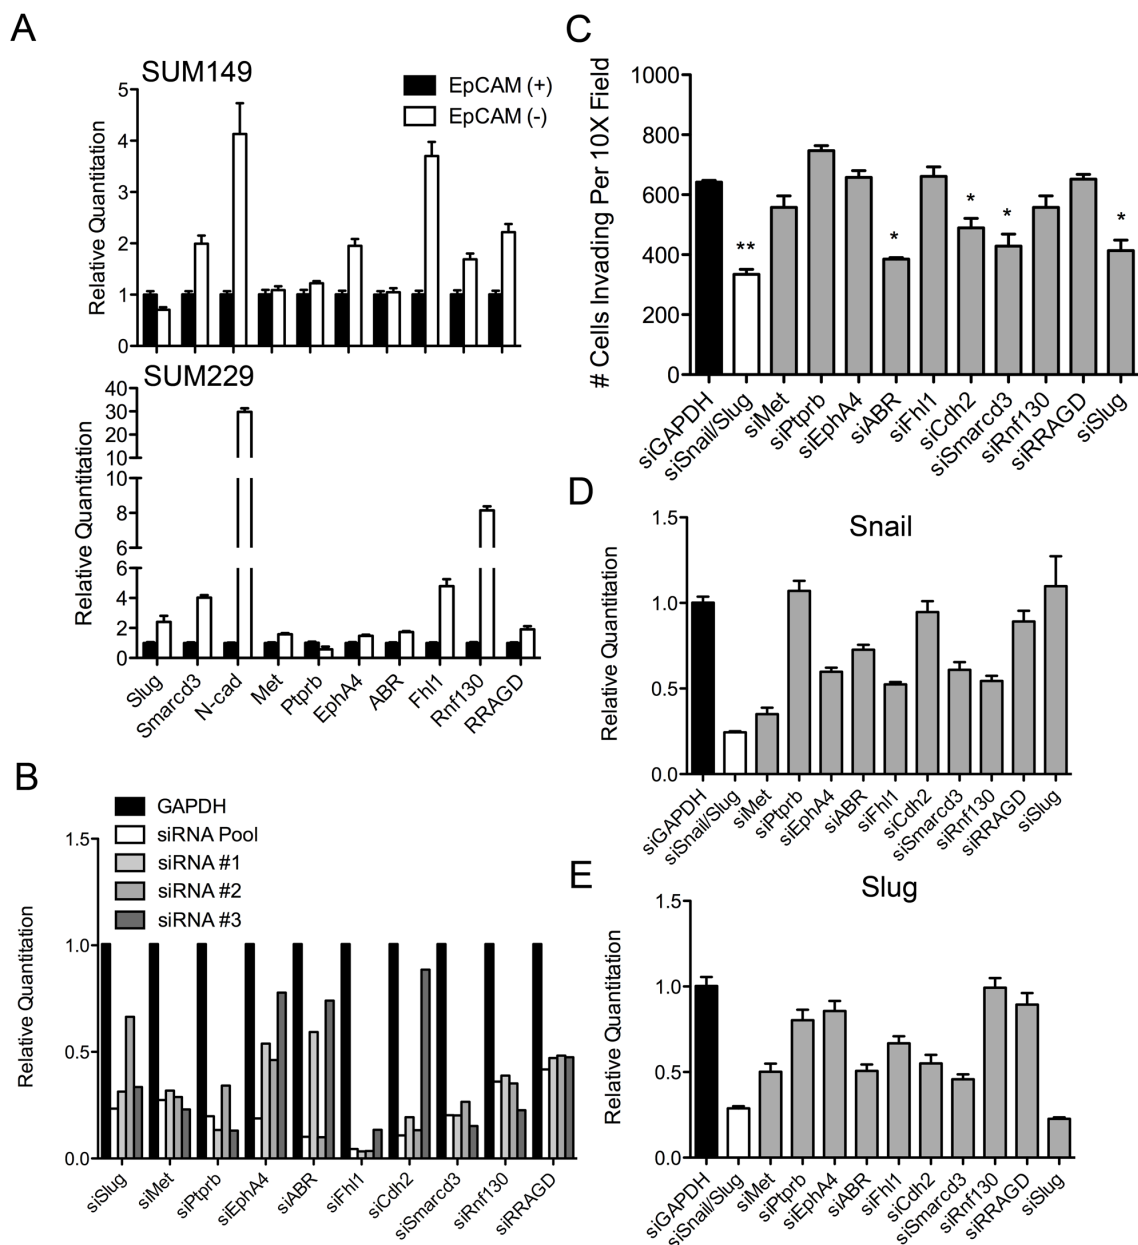 A
SUM149
EpCAM (+)
EpCAM (-)
Relative Quantitation
5
4
3
2
1
0
SUM229
Relative Quantitation
40
30
20
10
10
8
6
6
4
2
0
Slug
Smarcd3
N-cad
Met
Ptprb
EphA4
ABR
Fhl1
Rnf130
RRAGD
B
GAPDH
siRNA Pool
siRNA #1
siRNA #2
siRNA #3
Relative Quantitation
1.5
1.0
0.5
0.0
siSlug
siMet
siPtprb
siEphA4
siABR
siFhl1
siCdh2
siSmarcd3
siRnf130
siRRAGD
C
# Cells Invading Per 10X Field
1000
800
600
400
200
0
**
*
*
*
*
siGAPDH
siSnail/Slug
siMet
siPtprb
siEphA4
siABR
siFhl1
siCdh2
siSmarcd3
siRnf130
siRRAGD
siSlug
D
Snail
Relative Quantitation
1.5
1.0
0.5
0.0
siGAPDH
siSnail/Slug
siMet
siPtprb
siEphA4
siABR
siFhl1
siCdh2
siSmarcd3
siRnf130
siRRAGD
siSlug
E
Slug
Relative Quantitation
1.5
1.0
0.5
0.0
siGAPDH
siSnail/Slug
siMet
siPtprb
siEphA4
siABR
siFhl1
siCdh2
siSmarcd3
siRnf130
siRRAGD
siSlug